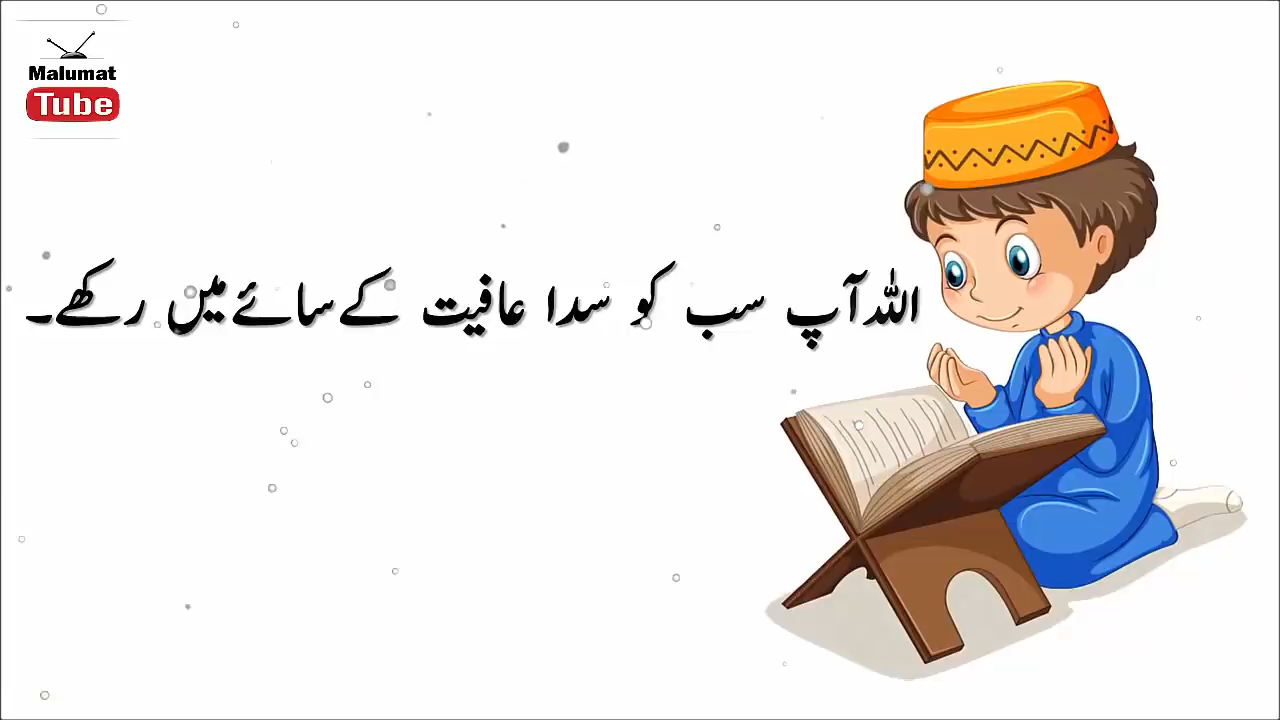 Malumat
Tube
اللہ آپ سب کو سدا عافیت کے سائے میں رکھے۔